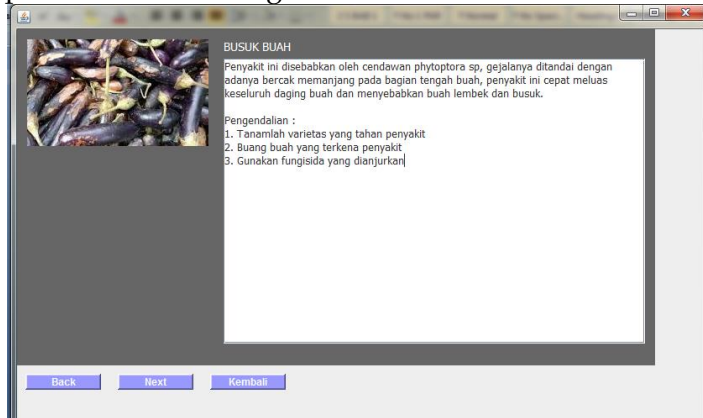 BUSUK BUAH
Penyakit ini disebabkan oleh cendawan phytoptora sp, gejalanya ditandai dengan
adanya bercak memanjang pada bagian tengah buah, penyakit ini cepat meluas
keseluruh daging buah dan menyebabkan buah lembek dan busuk.
Pengendalian :
1. Tanamlah varietas yang tahan penyakit
2. Buang buah yang terkena penyakit
3. Gunakan fungisida yang dianjurkan
Back
Next
Kembali